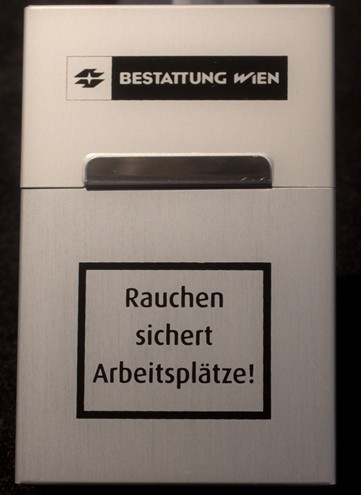 BESTATTUNG WIEN
Rauchen
sichert
Arbeitsplätze!